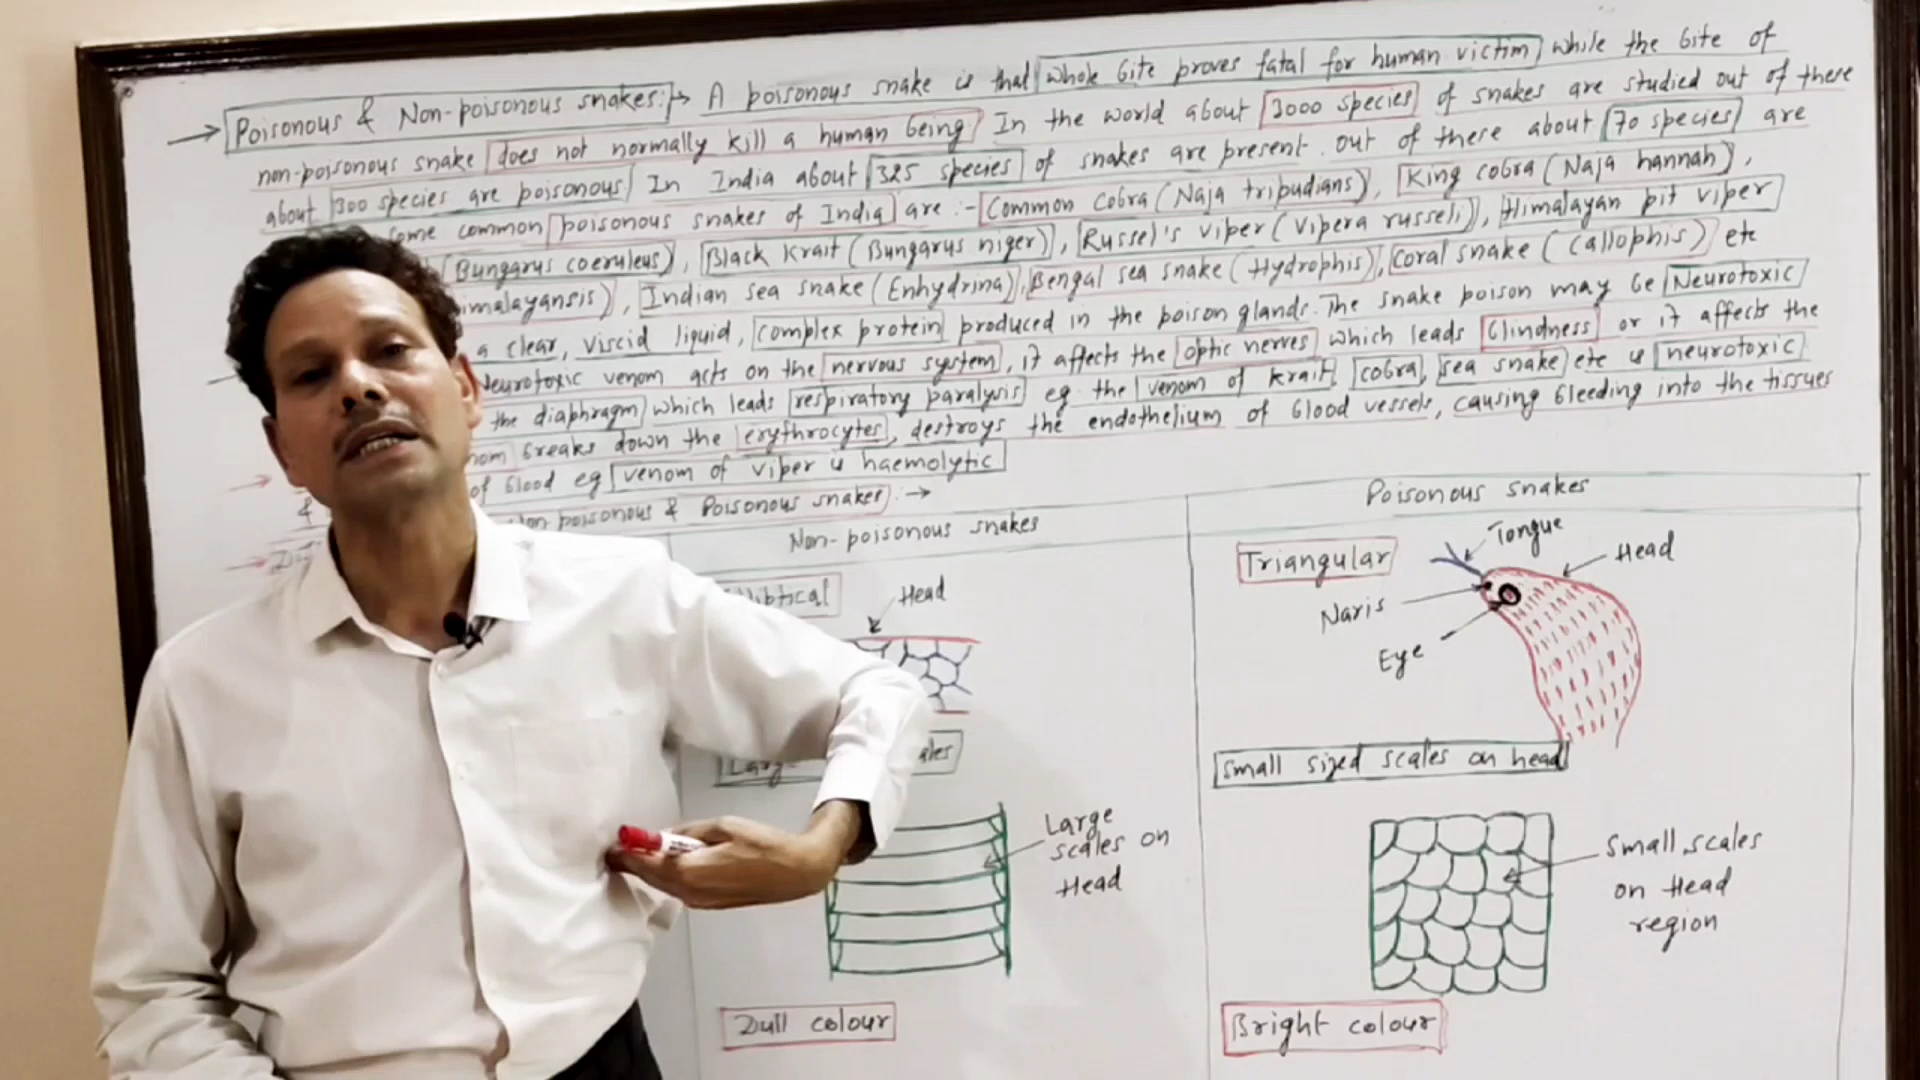 Poisonous & Non-poisonous snakes:→ A poisonous snake is that whole bite proves fatal for human victim while the bite of
non-poisonous snake does not normally kill a human being In the world about 3000 species of snakes are studied out of these
about 300 species are poisonous In India about 325 species of snakes are present. out of these about 70 species are
some common poisonous snakes of India are :- Common cobra (Naja tripudians), King cobra (Naja hannah),
(Bungarus coeruleus), Black Krait (Bungarus niger), Russel's viper (Vipera russeli), Himalayan pit viper
imalayansis), Indian sea snake (Enhydrina), Bengal sea snake (Hydrophis), Coral snake (Callophis) etc
a clear, viscid liquid, complex protein produced in the poison glands. The snake poison may be Neurotoxic
Neurotoxic venom acts on the nervous system, it affects the optic nerves which leads blindness or it affects the
the diaphragm which leads respiratory paralysis eg the venom of krait, cobra, sea snake etc is neurotoxic
nom breaks down the erythrocytes, destroys the endothelium of blood vessels, causing bleeding into the tissues
& of blood eg venom of viper is haemolytic
Non poisonous & Poisonous snakes :→
Non-poisonous snakes
Poisonous snakes
Head
Triangular
Tongue
Head
Naris
Eye
ales
Small sized scales on head
Large
scales on
Head
Small scales
on Head
region
Dull colour
Bright colour